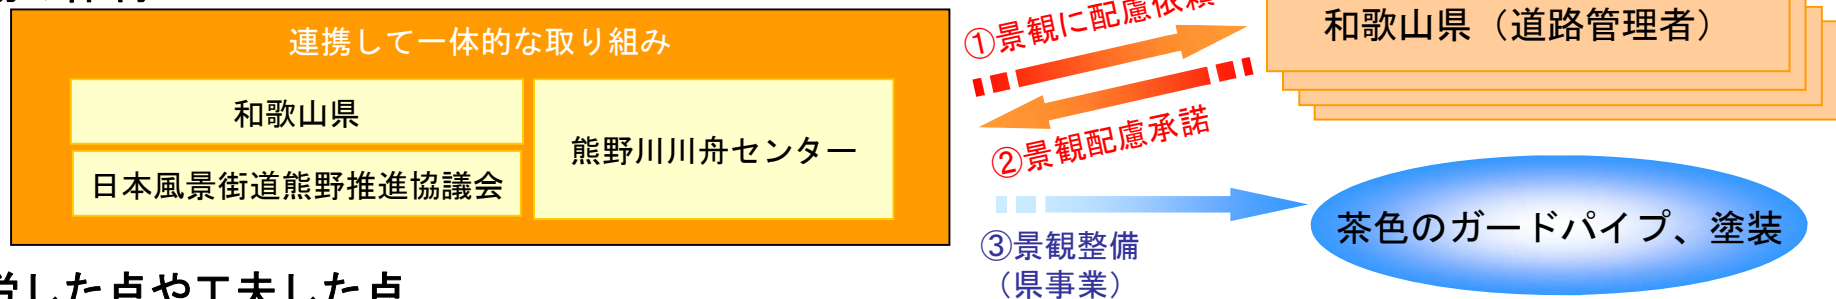 連携して一体的な取り組み
和歌山県
日本風景街道熊野推進協議会
熊野川川舟センター
①景観に配慮依頼
②景観配慮承諾
③景観整備
（県事業）
和歌山県（道路管理者）
茶色のガードパイプ、塗装
労した点や工夫した点